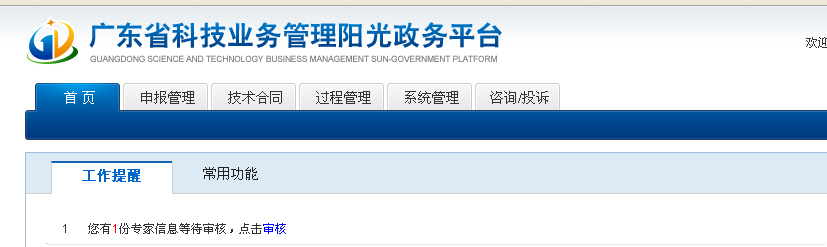 广东省科技业务管理阳光政务平台
GUANGDONG SCIENCE AND TECHNOLOGY BUSINESS MANAGEMENT SUN-GOVERNMENT PLATFORM
欢迎
首 页 申报管理 技术合同 过程管理 系统管理 咨询/投诉
工作提醒 常用功能
1 您有1份专家信息等待审核，点击审核